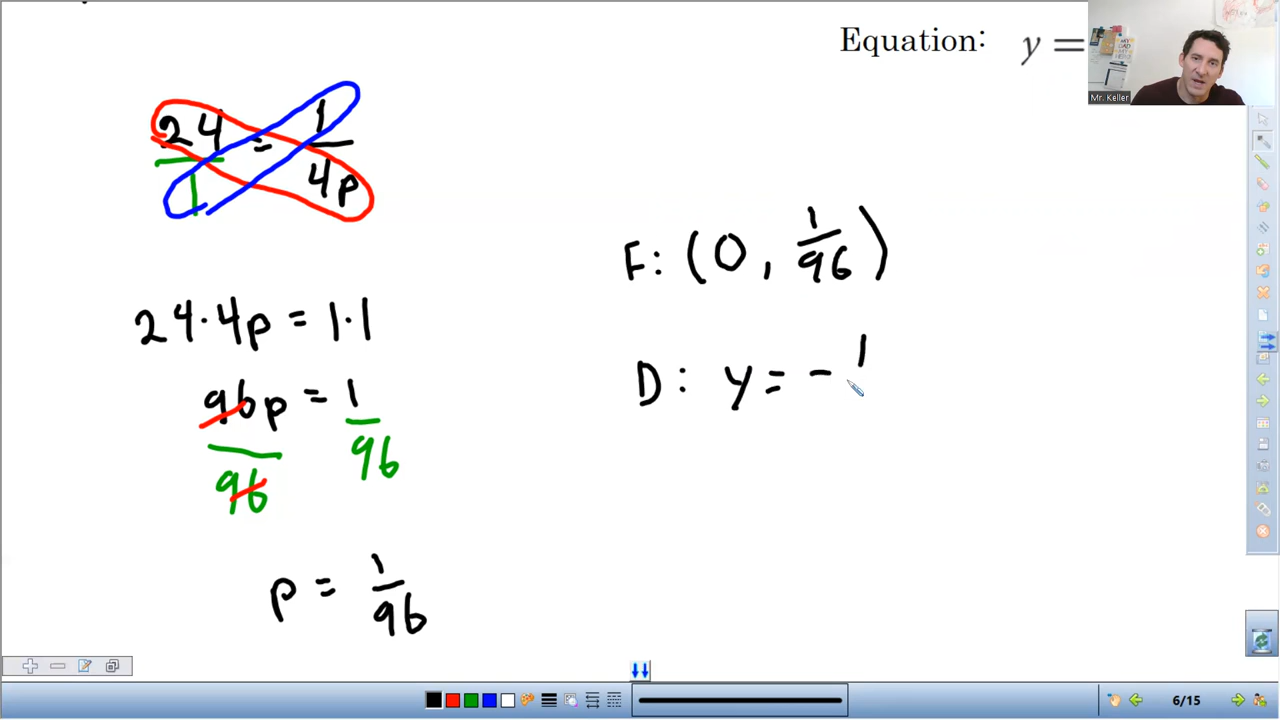 Equation: y =
Mr. Keller
24/1 = 1/4p
F: (0, 1/96)
24·4p = 1·1
D: y = - 1
96p/96 = 1/96
p = 1/96
6/15